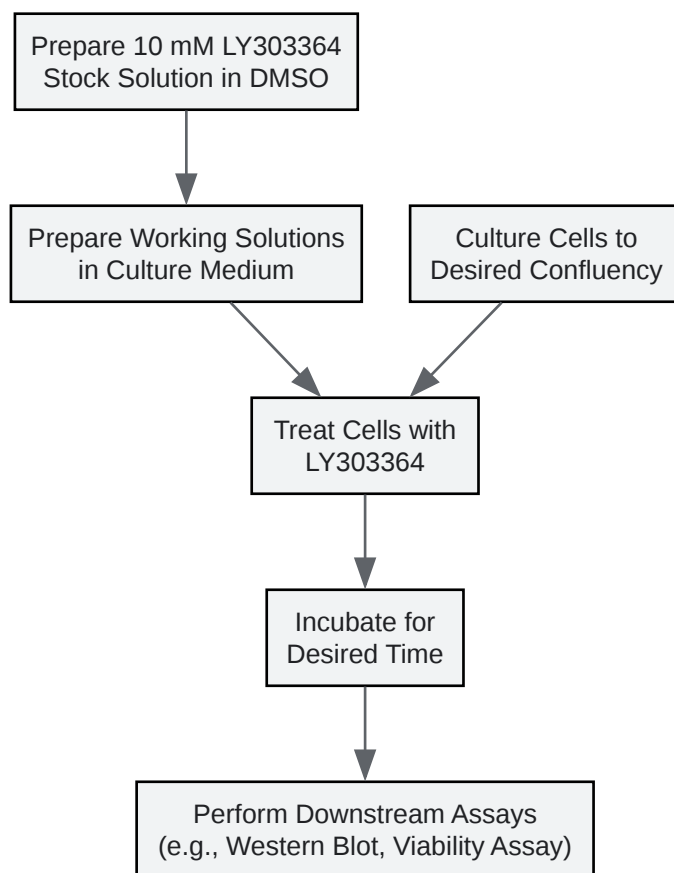 Prepare 10 mM LY303364
Stock Solution in DMSO
Prepare Working Solutions
in Culture Medium
Culture Cells to
Desired Confluency
Treat Cells with
LY303364
Incubate for
Desired Time
Perform Downstream Assays
(e.g., Western Blot, Viability Assay)